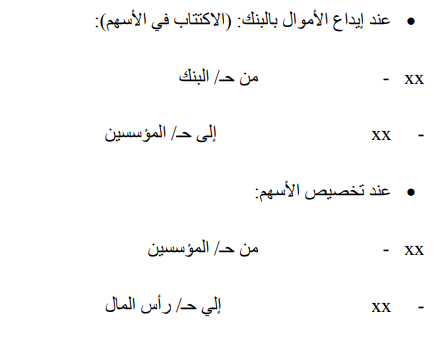 • عند إيداع الأموال بالبنك: (الاكتتاب في الأسهم):
xx - من حـ/ البنك
- xx إلى حـ/ المؤسسين
• عند تخصيص الأسهم:
xx - من حـ/ المؤسسين
- xx إلي حـ/ رأس المال